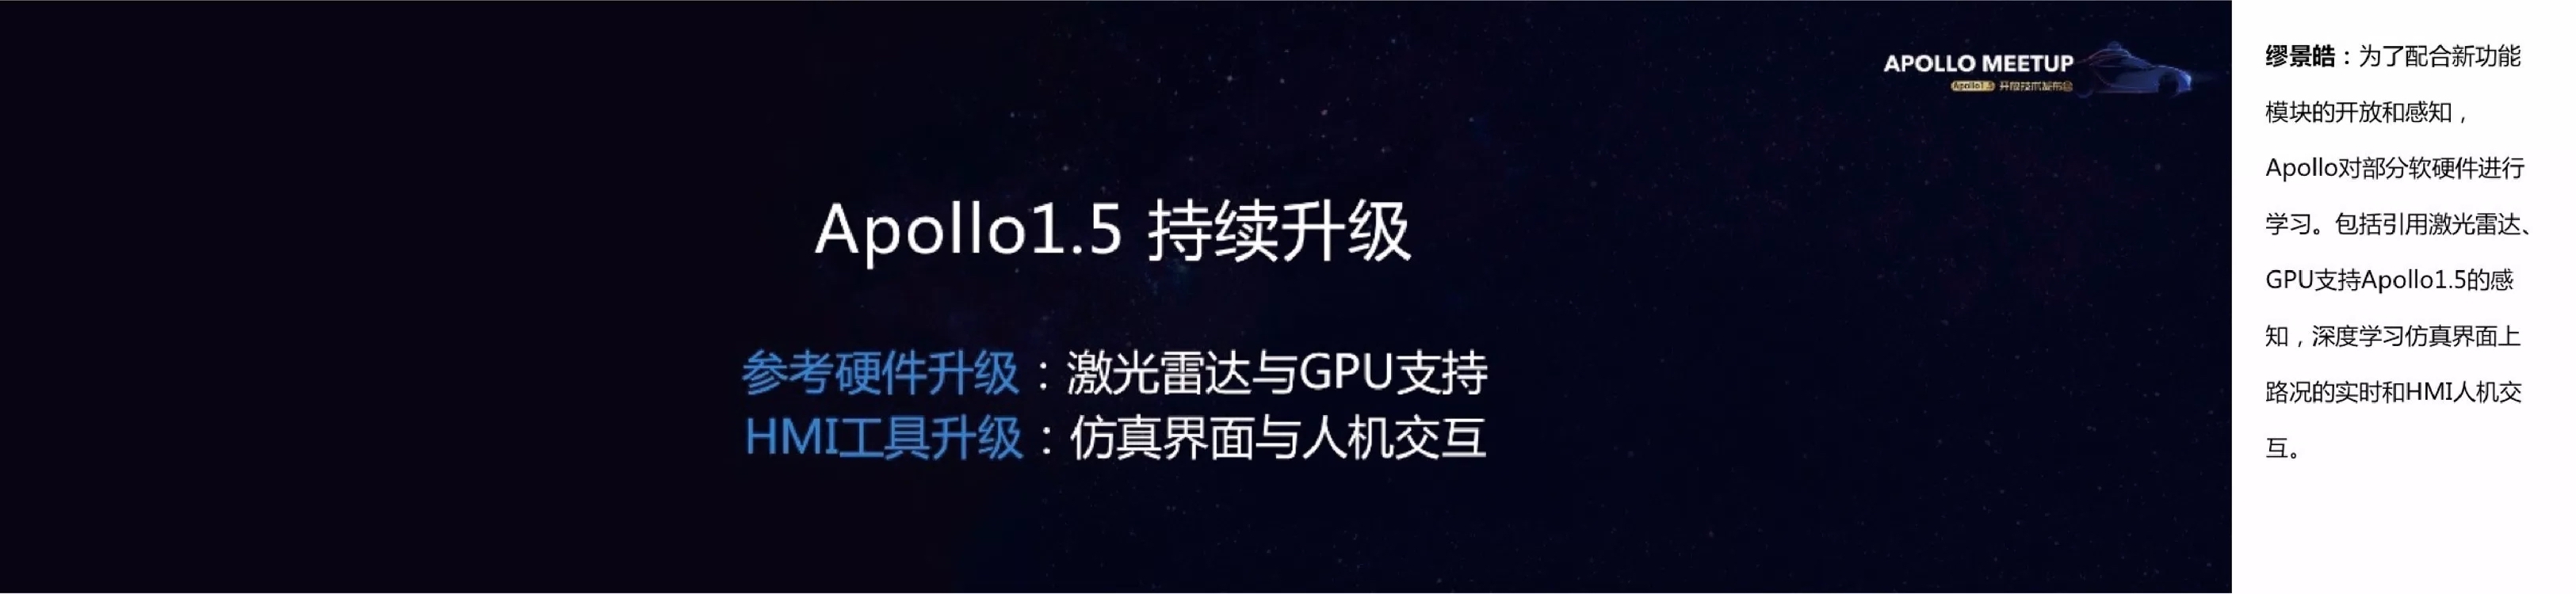 APOLLO MEETUP
Apollo1.5 开放技术发布会
Apollo1.5 持续升级
参考硬件升级：激光雷达与GPU支持
HMI工具升级：仿真界面与人机交互
缪景皓：为了配合新功能
模块的开放和感知，
Apollo对部分软硬件进行
学习。包括引用激光雷达、
GPU支持Apollo1.5的感
知，深度学习仿真界面上
路况的实时和HMI人机交
互。